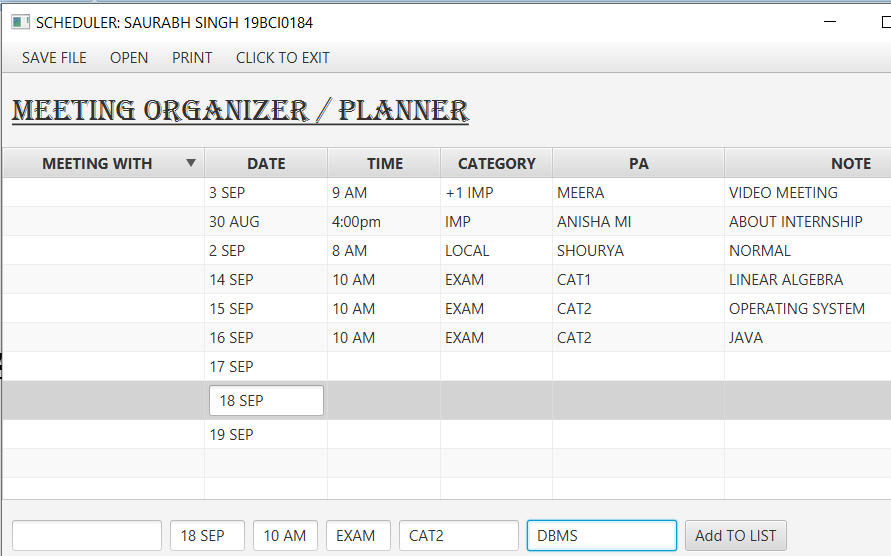 SCHEDULER: SAURABH SINGH 19BCI0184
SAVE FILE OPEN PRINT CLICK TO EXIT
MEETING ORGANIZER / PLANNER
MEETING WITH DATE TIME CATEGORY PA NOTE
3 SEP 9 AM +1 IMP MEERA VIDEO MEETING
30 AUG 4:00pm IMP ANISHA MI ABOUT INTERNSHIP
2 SEP 8 AM LOCAL SHOURYA NORMAL
14 SEP 10 AM EXAM CAT1 LINEAR ALGEBRA
15 SEP 10 AM EXAM CAT2 OPERATING SYSTEM
16 SEP 10 AM EXAM CAT2 JAVA
17 SEP
18 SEP
19 SEP
18 SEP 10 AM EXAM CAT2 DBMS Add TO LIST